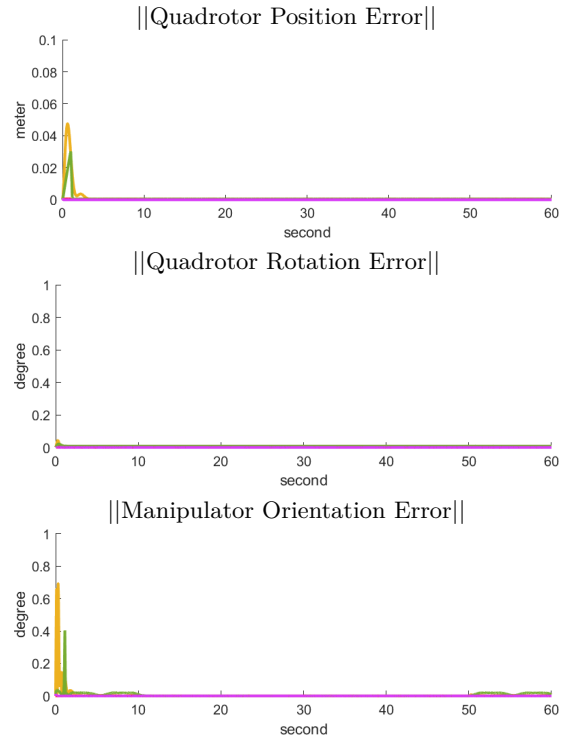 ||Quadrotor Position Error||
0.1
0.08
0.06
0.04
0.02
0
meter
0 10 20 30 40 50 60
second
||Quadrotor Rotation Error||
1
0.8
0.6
0.4
0.2
0
degree
0 10 20 30 40 50 60
second
||Manipulator Orientation Error||
1
0.8
0.6
0.4
0.2
0
degree
0 10 20 30 40 50 60
second